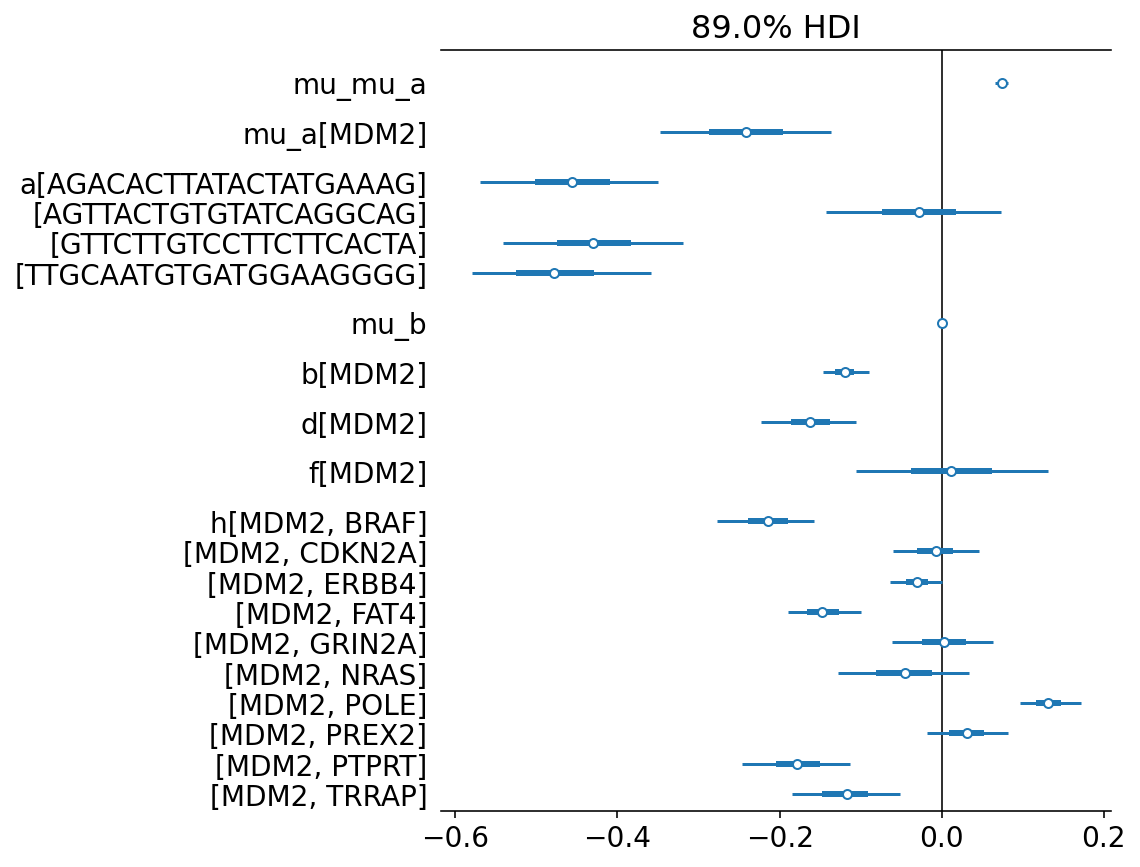 89.0% HDI
mu_mu_a
mu_a[MDM2]
a[AGACACTTATACTATGAAAG]
[AGTTACTGTGTATCAGGCAG]
[GTTCTTGTCCTTCTTCACTA]
[TTGCAATGTGATGGAAGGGG]
mu_b
b[MDM2]
d[MDM2]
f[MDM2]
h[MDM2, BRAF]
[MDM2, CDKN2A]
[MDM2, ERBB4]
[MDM2, FAT4]
[MDM2, GRIN2A]
[MDM2, NRAS]
[MDM2, POLE]
[MDM2, PREX2]
[MDM2, PTPRT]
[MDM2, TRRAP]
−0.6 −0.4 −0.2 0.0 0.2